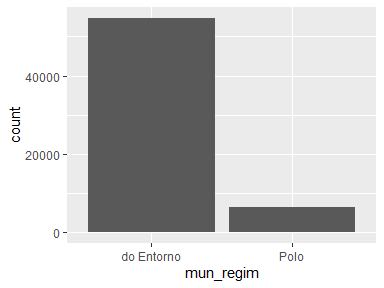 count
40000
20000
0
do Entorno
Polo
mun_regim